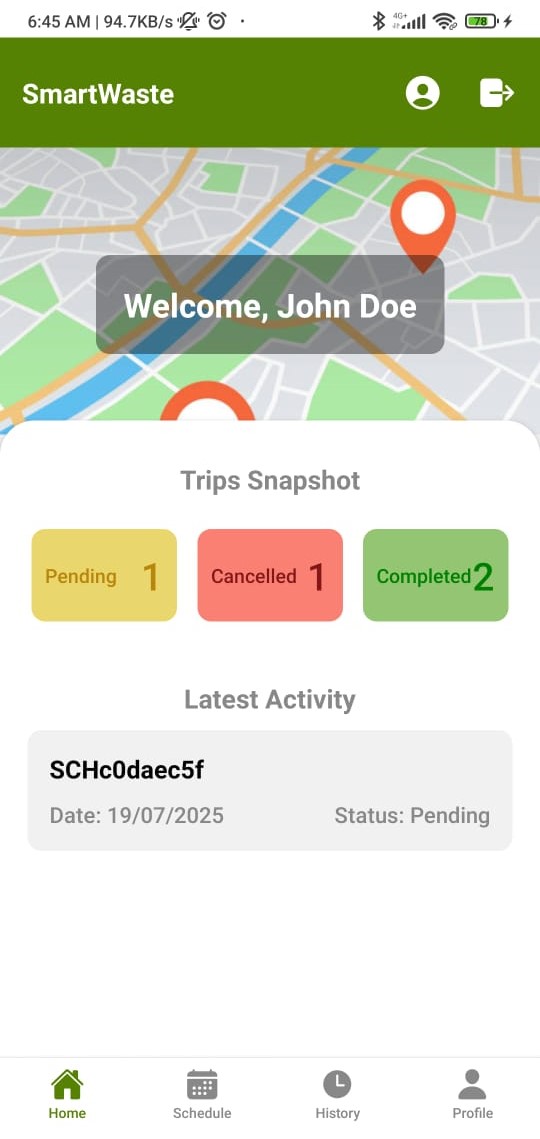 6:45 AM | 94.7KB/s
4G+
78
SmartWaste
Welcome, John Doe
Trips Snapshot
Pending 1
Cancelled 1
Completed 2
Latest Activity
SCHc0daec5f
Date: 19/07/2025 Status: Pending
Home Schedule History Profile